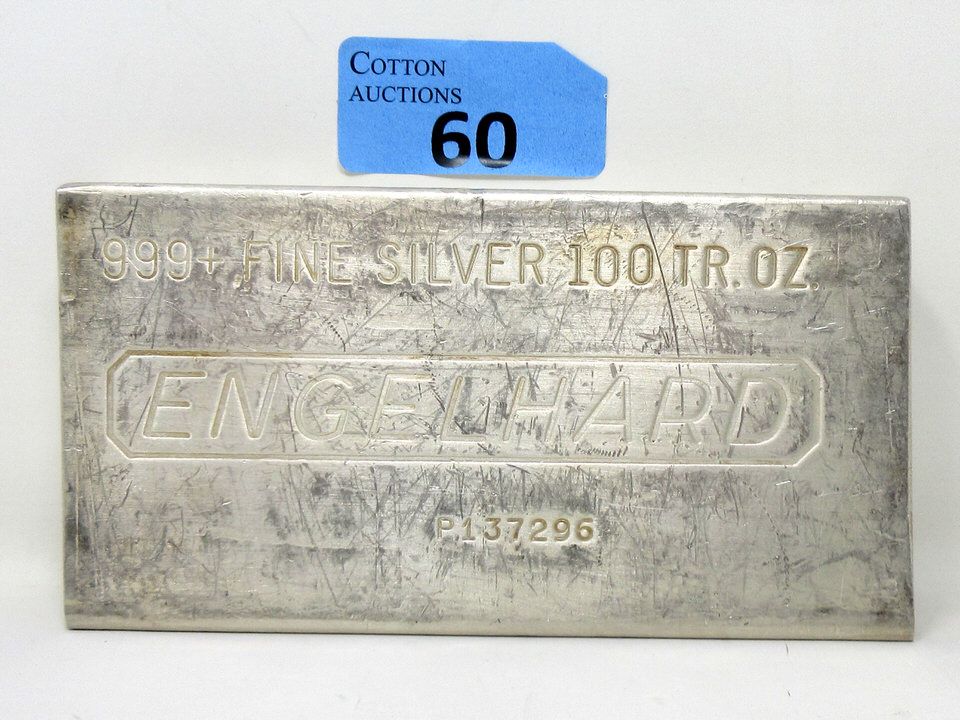 COTTON
AUCTIONS
60
999+ FINE SILVER 100 TR. OZ.
ENGELHARD
P137296